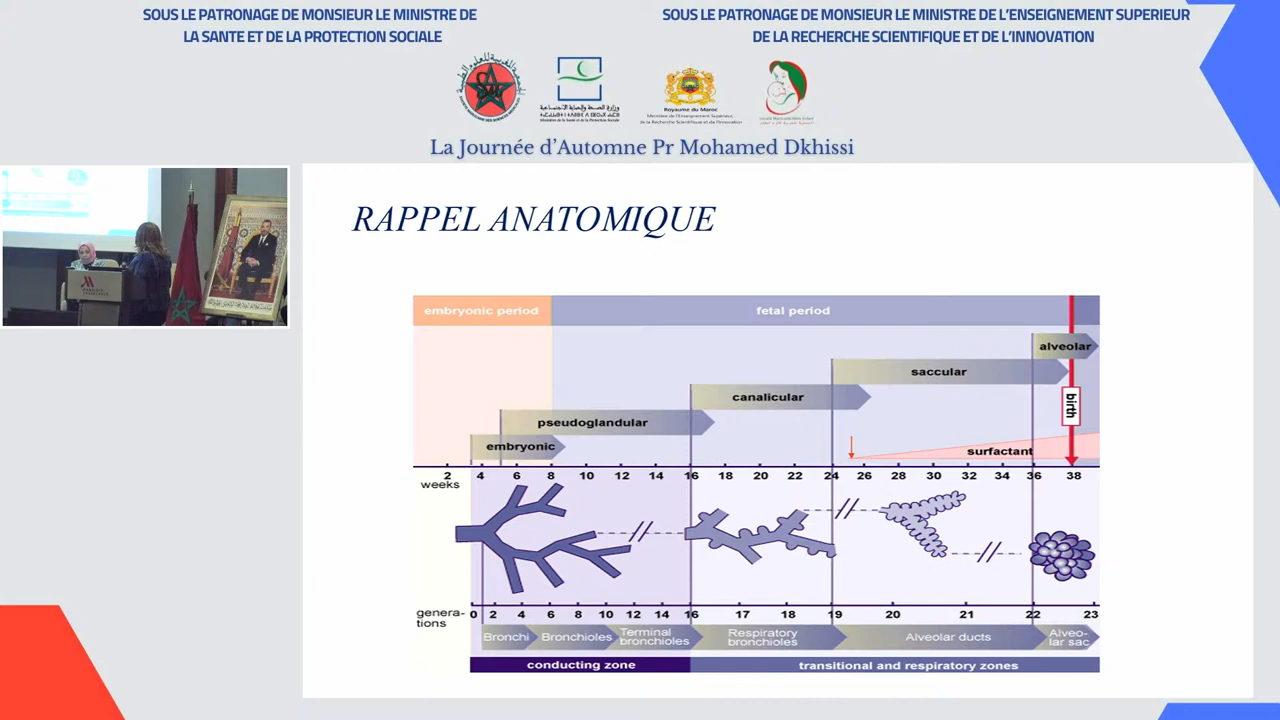 SOUS LE PATRONAGE DE MONSIEUR LE MINISTRE DE
LA SANTE ET DE LA PROTECTION SOCIALE
SOUS LE PATRONAGE DE MONSIEUR LE MINISTRE DE L'ENSEIGNEMENT SUPERIEUR
DE LA RECHERCHE SCIENTIFIQUE ET DE L'INNOVATION
Royaume du Maroc
La Journée d'Automne Pr Mohamed Dkhissi
RAPPEL ANATOMIQUE
embryonic period
fetal period
alveolar
saccular
canalicular
pseudoglandular
embryonic
birth
surfactant
2 4 6 8 10 12 14 16 18 20 22 24 26 28 30 32 34 36 38
weeks
genera-
tions
0 2 4 6 8 10 12 14 16 17 18 19 20 21 22 23
Bronchi
Bronchioles
Terminal
bronchioles
Respiratory
bronchioles
Alveolar ducts
Alveo-
lar sac
conducting zone
transitional and respiratory zones